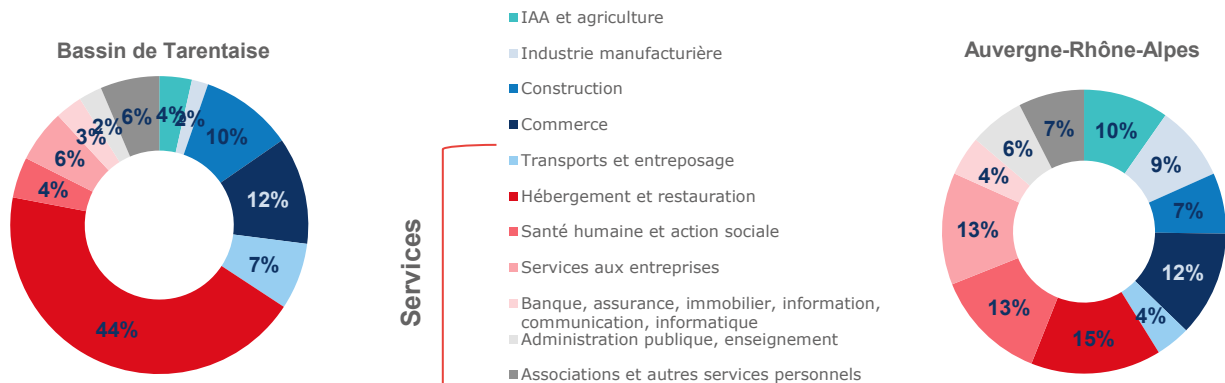 Bassin de Tarentaise
4%
2%
10%
12%
7%
44%
4%
6%
3%
2%
6%
IAA et agriculture
Industrie manufacturière
Construction
Commerce
Services
Transports et entreposage
Hébergement et restauration
Santé humaine et action sociale
Services aux entreprises
Banque, assurance, immobilier, information,
communication, informatique
Administration publique, enseignement
Associations et autres services personnels
Auvergne-Rhône-Alpes
10%
9%
7%
12%
4%
15%
13%
13%
4%
6%
7%